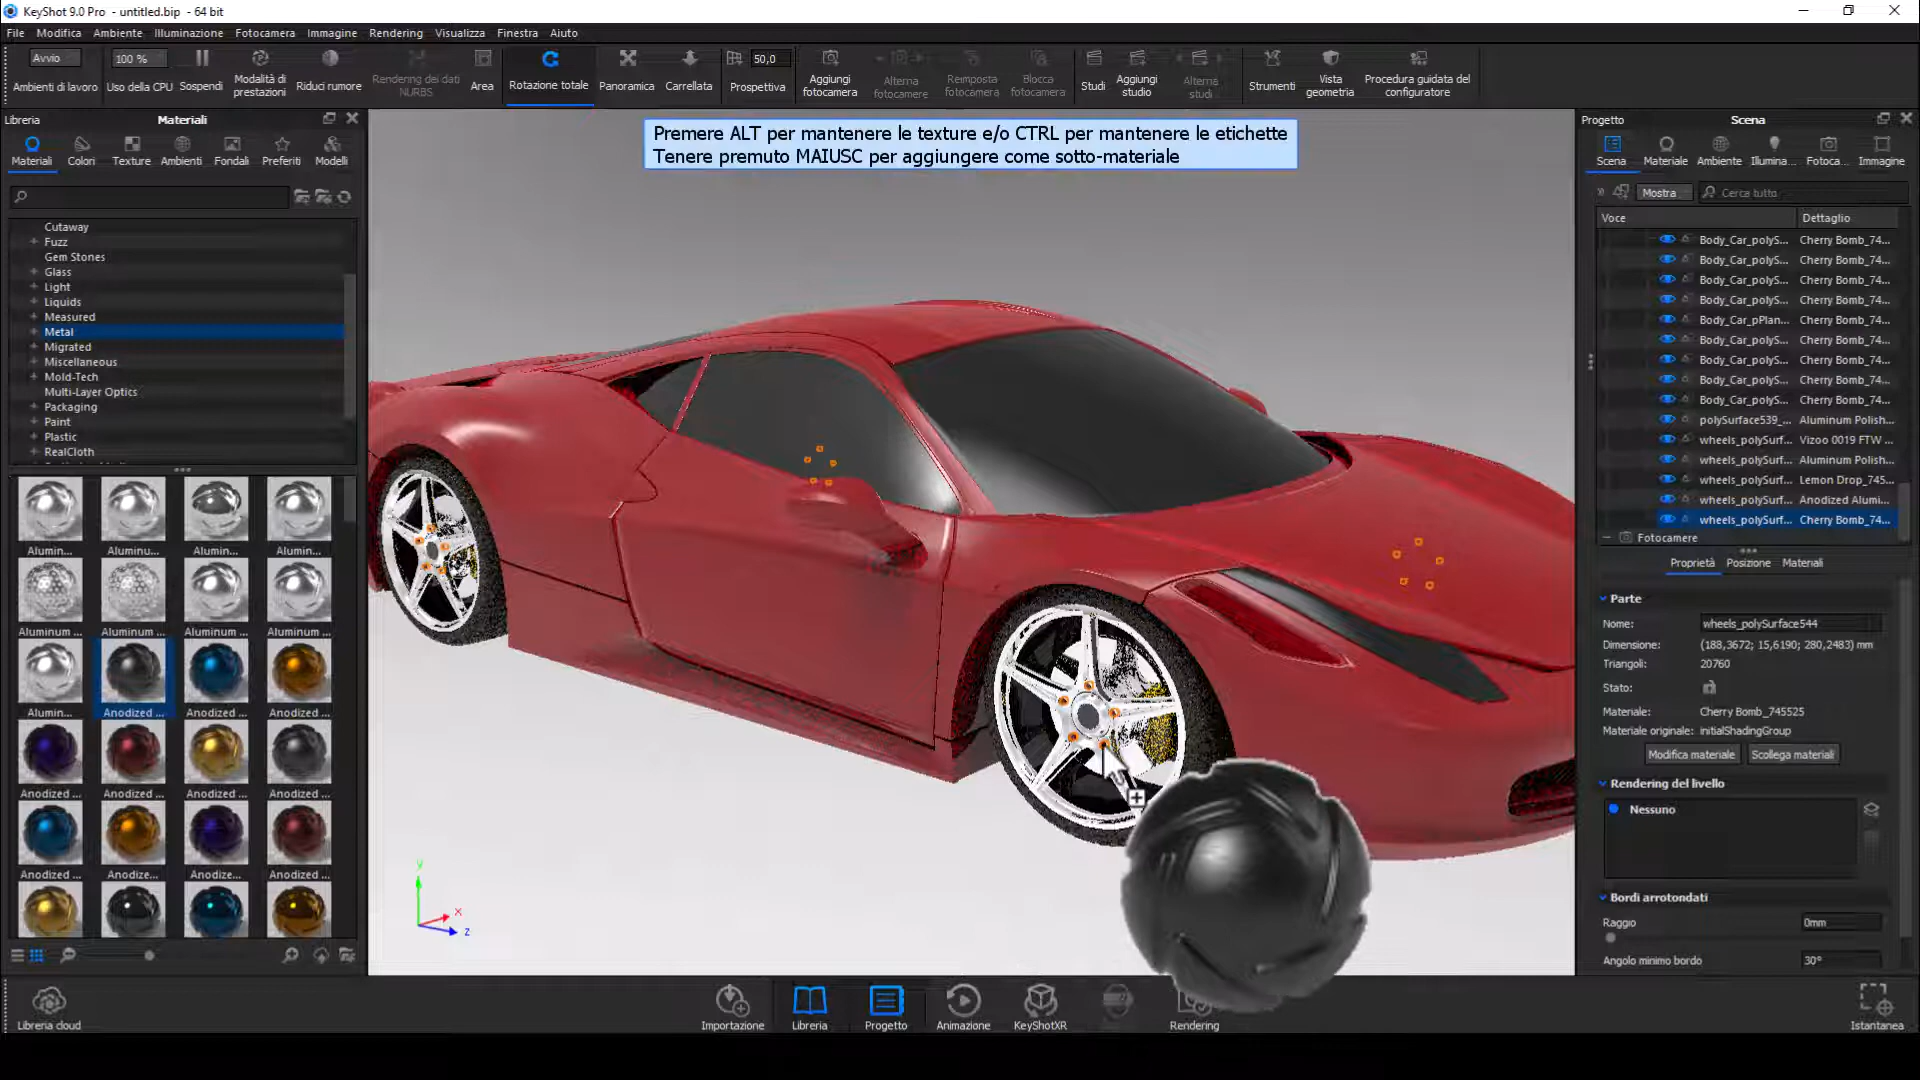 KeyShot 9.0 Pro - untitled.bip - 64 bit
File Modifica Ambiente Illuminazione Fotocamera Immagine Rendering Visualizza Finestra Aiuto
Avvio
Ambienti di lavoro
100 %
Uso della CPU
Sospendi
Modalità di
prestazioni
Riduci rumore
Rendering dei dati
NURBS
Area
Rotazione totale
Panoramica
Carrellata
50,0
Prospettiva
Aggiungi
fotocamera
Alterna
fotocamere
Reimposta
fotocamera
Blocca
fotocamera
Studi
Aggiungi
studio
Alterna
studi
Strumenti
Vista
geometria
Procedura guidata del
configuratore
Libreria
Materiali
Materiali Colori Texture Ambienti Fondali Preferiti Modelli
Cutaway
Fuzz
Gem Stones
Glass
Light
Liquids
Measured
Metal
Migrated
Miscellaneous
Mold-Tech
Multi-Layer Optics
Packaging
Paint
Plastic
RealCloth
Alumin... Aluminu... Alumin... Alumin...
Aluminum ... Aluminum ... Aluminum ... Aluminum ...
Alumin... Anodized ... Anodized ... Anodized ...
Anodized ... Anodized ... Anodized ... Anodized ...
Anodized ... Anodize... Anodize... Anodized ...
Premere ALT per mantenere le texture e/o CTRL per mantenere le etichette
Tenere premuto MAIUSC per aggiungere come sotto-materiale
y
x
z
Progetto
Scena
Scena Materiale Ambiente Illumina... Fotoca... Immagine
Mostra
Cerca tutto
Voce Dettaglio
Body_Car_polyS... Cherry Bomb_74...
Body_Car_polyS... Cherry Bomb_74...
Body_Car_polyS... Cherry Bomb_74...
Body_Car_polyS... Cherry Bomb_74...
Body_Car_pPlan... Cherry Bomb_74...
Body_Car_polyS... Cherry Bomb_74...
Body_Car_polyS... Cherry Bomb_74...
Body_Car_polyS... Cherry Bomb_74...
Body_Car_polyS... Cherry Bomb_74...
polySurface539_... Aluminum Polish...
wheels_polySurf... Vizoo 0019 FTW ...
wheels_polySurf... Aluminum Polish...
wheels_polySurf... Lemon Drop_745...
wheels_polySurf... Anodized Alumi...
wheels_polySurf... Cherry Bomb_74...
Fotocamere
Proprietà Posizione Materiali
Parte
Nome: wheels_polySurface544
Dimensione: (188,3672; 15,6190; 280,2483) mm
Triangoli: 20760
Stato:
Materiale: Cherry Bomb_745525
Materiale originale: initialShadingGroup
Modifica materiale Scollega materiali
Rendering del livello
Nessuno
Bordi arrotondati
Raggio 0mm
Angolo minimo bordo 30°
Libreria cloud
Importazione
Libreria
Progetto
Animazione
KeyShotXR
Rendering
Istantanea